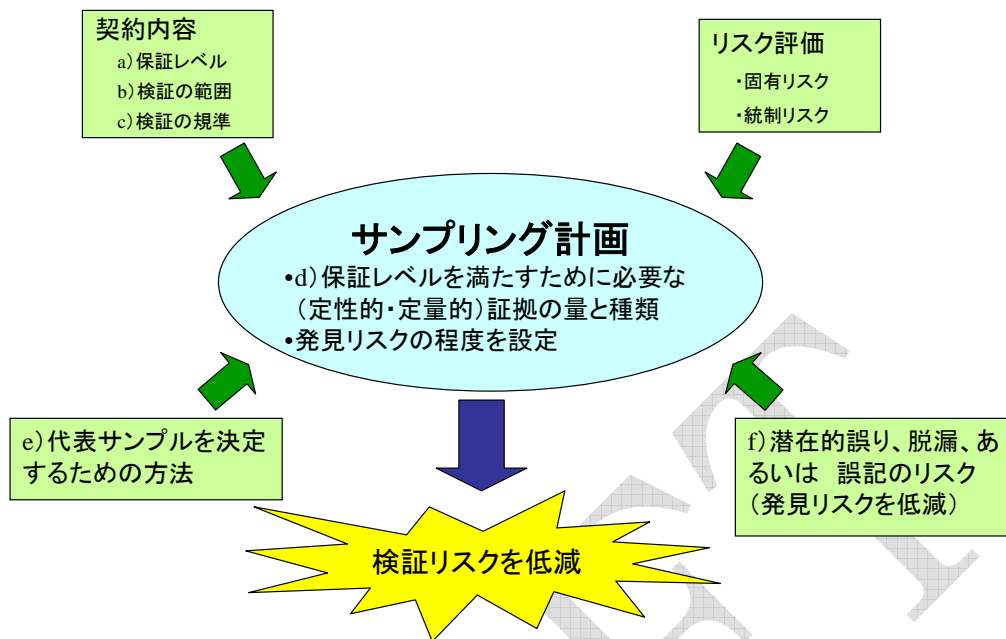 契約内容
a)保証レベル
b)検証の範囲
c)検証の規準
リスク評価
・固有リスク
・統制リスク
サンプリング計画
•d)保証レベルを満たすために必要な
(定性的・定量的)証拠の量と種類
•発見リスクの程度を設定
e)代表サンプルを決定
するための方法
f)潜在的誤り、脱漏、あ
るいは 誤記のリスク
(発見リスクを低減)
検証リスクを低減